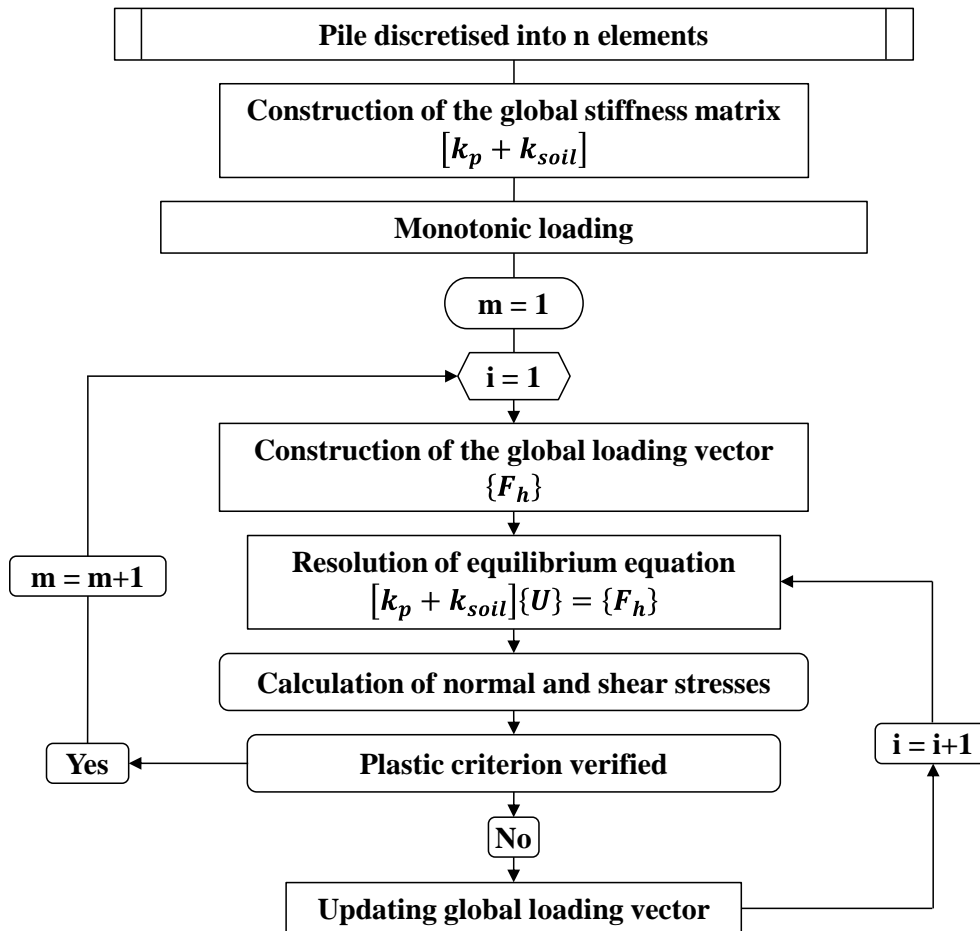 Pile discretised into n elements
Construction of the global stiffness matrix
[k_p + k_soil]
Monotonic loading
m = 1
i = 1
Construction of the global loading vector
{F_h}
Resolution of equilibrium equation
[k_p + k_soil]{U} = {F_h}
m = m+1
Calculation of normal and shear stresses
i = i+1
Yes
Plastic criterion verified
No
Updating global loading vector